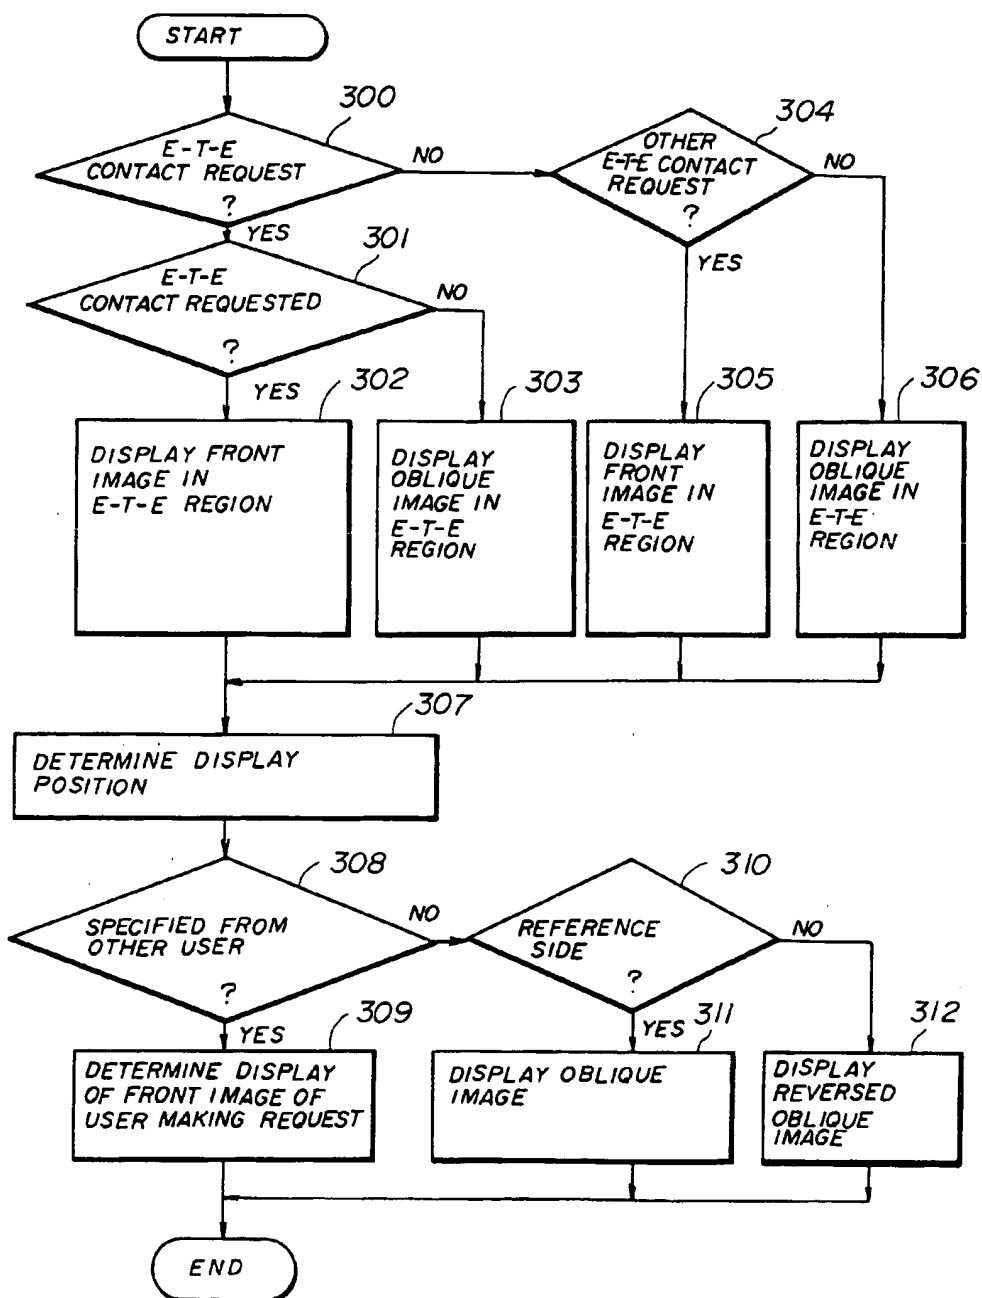 START
300
E-T-E
CONTACT REQUEST
?
NO
YES
304
OTHER
E-T-E CONTACT
REQUEST
?
NO
YES
301
E-T-E
CONTACT REQUESTED
?
NO
YES
302
DISPLAY FRONT
IMAGE IN
E-T-E REGION
303
DISPLAY
OBLIQUE
IMAGE IN
E-T-E
REGION
305
DISPLAY
FRONT
IMAGE IN
E-T-E
REGION
306
DISPLAY
OBLIQUE
IMAGE IN
E-T-E
REGION
307
DETERMINE DISPLAY
POSITION
308
SPECIFIED FROM
OTHER USER
?
NO
YES
310
REFERENCE
SIDE
?
NO
YES
309
DETERMINE DISPLAY
OF FRONT IMAGE OF
USER MAKING REQUEST
311
DISPLAY OBLIQUE
IMAGE
312
DISPLAY
REVERSED
OBLIQUE
IMAGE
END